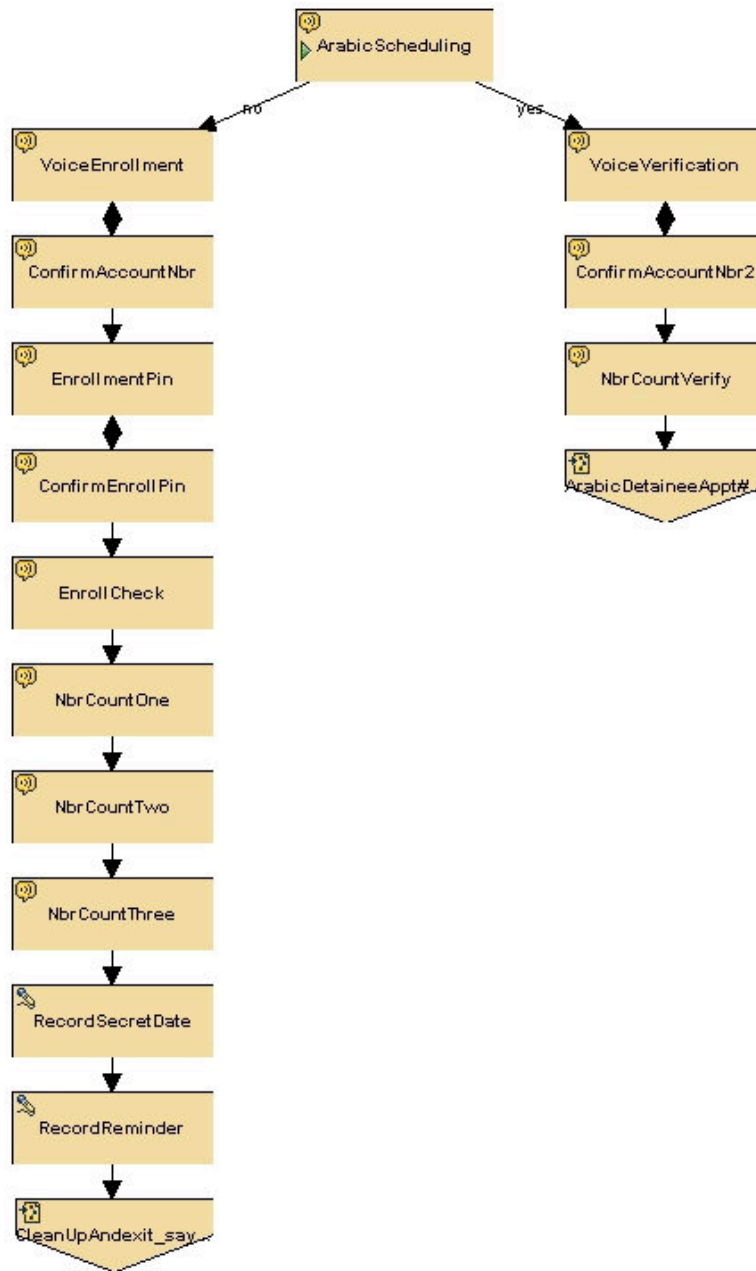 ArabicScheduling
no
yes
VoiceEnrollment
VoiceVerification
ConfirmAccountNbr
ConfirmAccountNbr2
EnrollmentPin
NbrCountVerify
ConfirmEnrollPin
ArabicDetaineeAppt#..
EnrollCheck
NbrCountOne
NbrCountTwo
NbrCountThree
RecordSecretDate
RecordReminder
CleanUpAndexit_say...